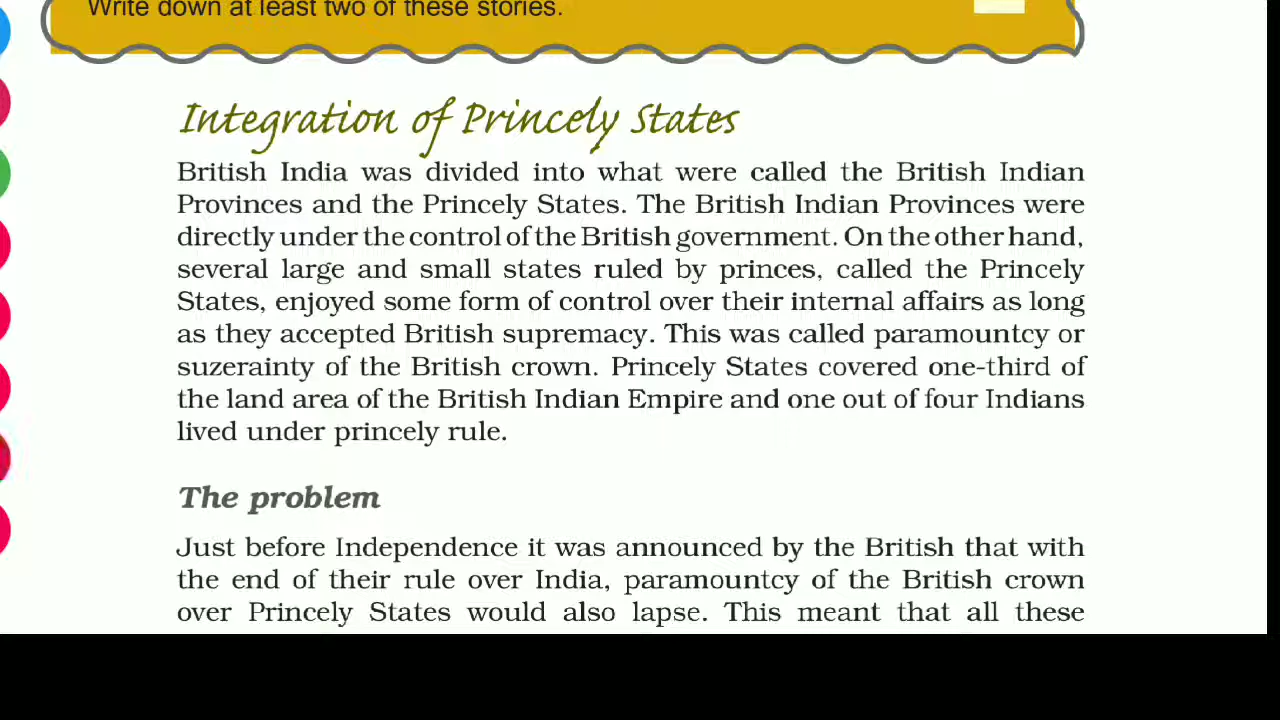 Write down at least two of these stories.
Integration of Princely States
British India was divided into what were called the British Indian
Provinces and the Princely States. The British Indian Provinces were
directly under the control of the British government. On the other hand,
several large and small states ruled by princes, called the Princely
States, enjoyed some form of control over their internal affairs as long
as they accepted British supremacy. This was called paramountcy or
suzerainty of the British crown. Princely States covered one-third of
the land area of the British Indian Empire and one out of four Indians
lived under princely rule.
The problem
Just before Independence it was announced by the British that with
the end of their rule over India, paramountcy of the British crown
over Princely States would also lapse. This meant that all these